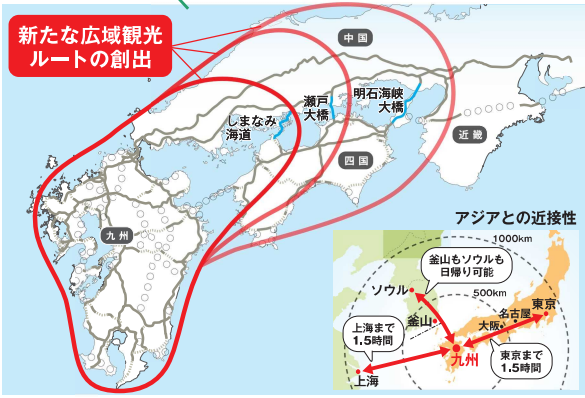 新たな広域観光
ルートの創出
中国
しまなみ
海道
瀬戸
大橋
明石海峡
大橋
近畿
四国
九州
アジアとの近接性
1000km
500km
釜山もソウルも
日帰り可能
ソウル
釜山
東京
名古屋
大阪
上海まで
1.5時間
九州
東京まで
1.5時間
上海